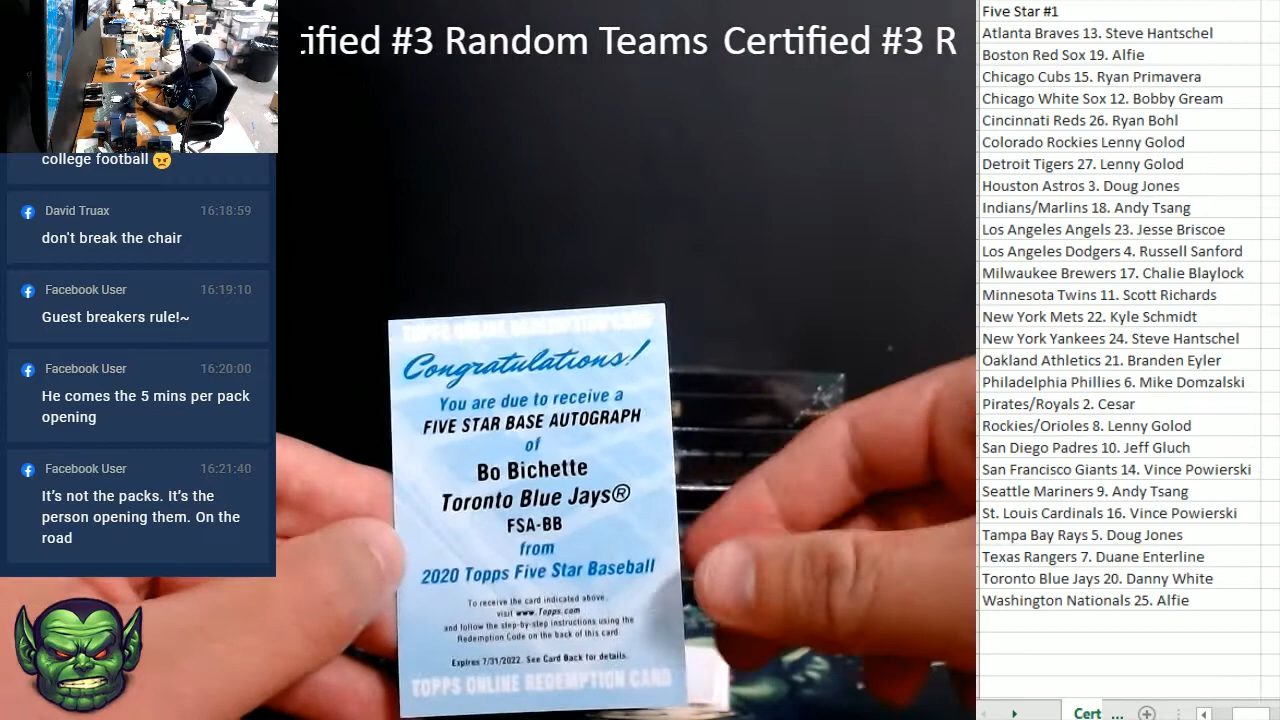 ified #3 Random Teams Certified #3 R
college football 😠
David Truax 16:18:59
don't break the chair
Facebook User 16:19:10
Guest breakers rule!~
Facebook User 16:20:00
He comes the 5 mins per pack
opening
Facebook User 16:21:40
It's not the packs. It's the
person opening them. On the
road
TOPPS ONLINE REDEMPTION CARD
Congratulations!
You are due to receive a
FIVE STAR BASE AUTOGRAPH
of
Bo Bichette
Toronto Blue Jays®
FSA-BB
from
2020 Topps Five Star Baseball
To receive the card indicated above,
visit www.Topps.com
and follow the step-by-step instructions using the
Redemption Code on the back of this card.
Expires 7/31/2022. See Card Back for details.
TOPPS ONLINE REDEMPTION CARD
Five Star #1
Atlanta Braves 13. Steve Hantschel
Boston Red Sox 19. Alfie
Chicago Cubs 15. Ryan Primavera
Chicago White Sox 12. Bobby Gream
Cincinnati Reds 26. Ryan Bohl
Colorado Rockies Lenny Golod
Detroit Tigers 27. Lenny Golod
Houston Astros 3. Doug Jones
Indians/Marlins 18. Andy Tsang
Los Angeles Angels 23. Jesse Briscoe
Los Angeles Dodgers 4. Russell Sanford
Milwaukee Brewers 17. Chalie Blaylock
Minnesota Twins 11. Scott Richards
New York Mets 22. Kyle Schmidt
New York Yankees 24. Steve Hantschel
Oakland Athletics 21. Branden Eyler
Philadelphia Phillies 6. Mike Domzalski
Pirates/Royals 2. Cesar
Rockies/Orioles 8. Lenny Golod
San Diego Padres 10. Jeff Gluch
San Francisco Giants 14. Vince Powierski
Seattle Mariners 9. Andy Tsang
St. Louis Cardinals 16. Vince Powierski
Tampa Bay Rays 5. Doug Jones
Texas Rangers 7. Duane Enterline
Toronto Blue Jays 20. Danny White
Washington Nationals 25. Alfie
Cert ...